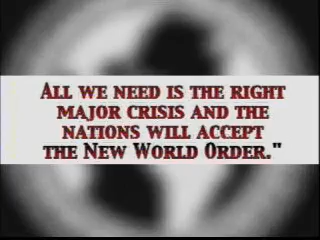 ALL WE NEED IS THE RIGHT
MAJOR CRISIS AND THE
NATIONS WILL ACCEPT
THE NEW WORLD ORDER."